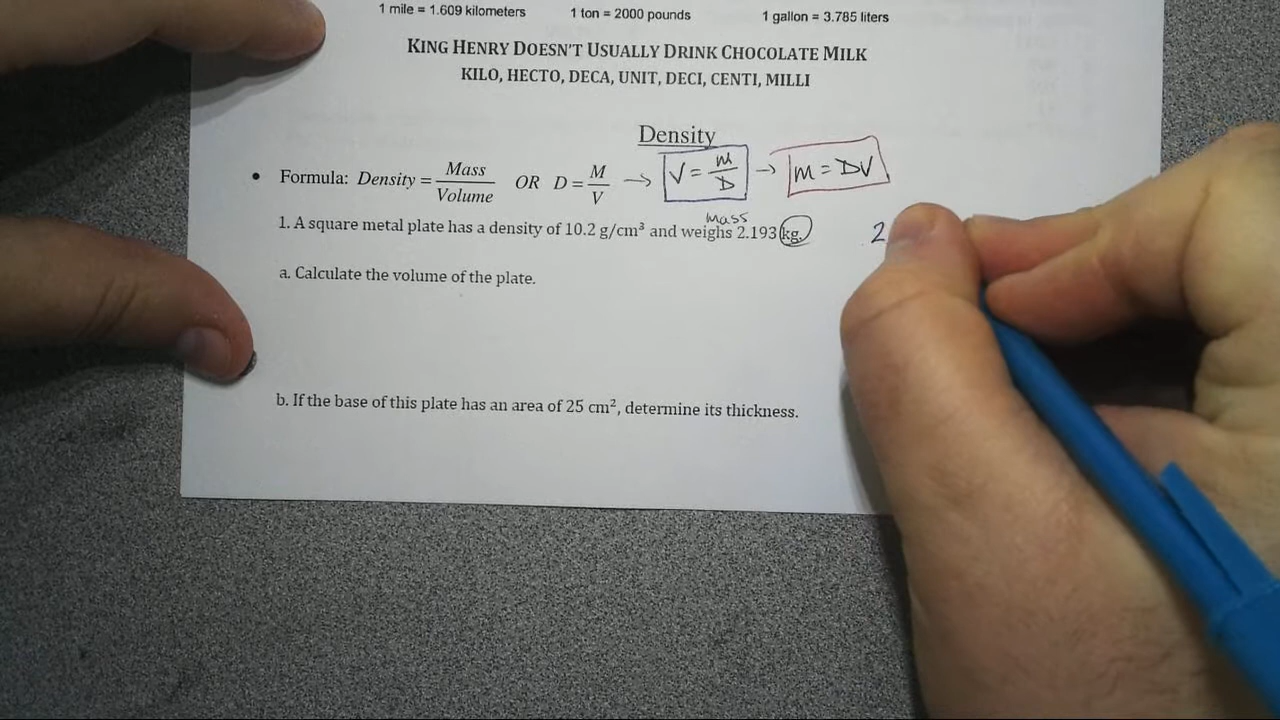 1 mile = 1.609 kilometers 1 ton = 2000 pounds 1 gallon = 3.785 liters
KING HENRY DOESN'T USUALLY DRINK CHOCOLATE MILK
KILO, HECTO, DECA, UNIT, DECI, CENTI, MILLI
Density
• Formula: Density = Mass / Volume OR D = M / V → V = m / D → m = DV
mass
1. A square metal plate has a density of 10.2 g/cm³ and weighs 2.193 kg. 2
a. Calculate the volume of the plate.
b. If the base of this plate has an area of 25 cm², determine its thickness.